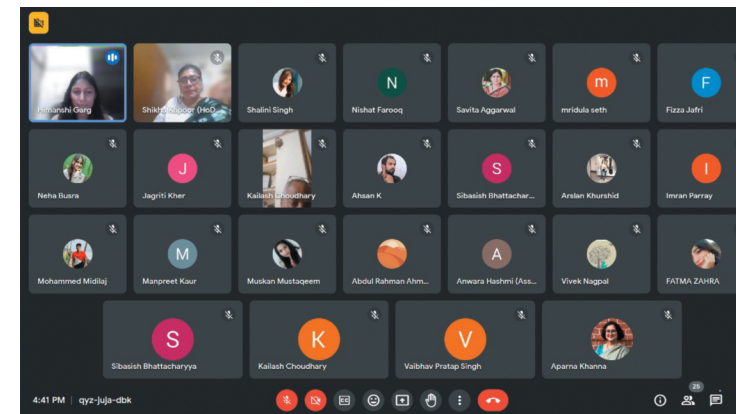 Himanshi Garg
Shikha Kapoor (HoD...
Shalini Singh
N
Nishat Farooq
Savita Aggarwal
m
mridula seth
F
Fizza Jafri
Neha Busra
J
Jagriti Kher
Kailash Choudhary
Ahsan K
S
Sibasish Bhattachar...
Arslan Khurshid
I
Imran Parray
Mohammed Midilaj
M
Manpreet Kaur
Muskan Mustaqeem
Abdul Rahman Ahm...
A
Anwara Hashmi (Ass...
Vivek Nagpal
FATMA ZAHRA
S
Sibasish Bhattacharyya
K
Kailash Choudhary
V
Vaibhav Pratap Singh
Aparna Khanna
4:41 PM | qyz-juja-dbk
25